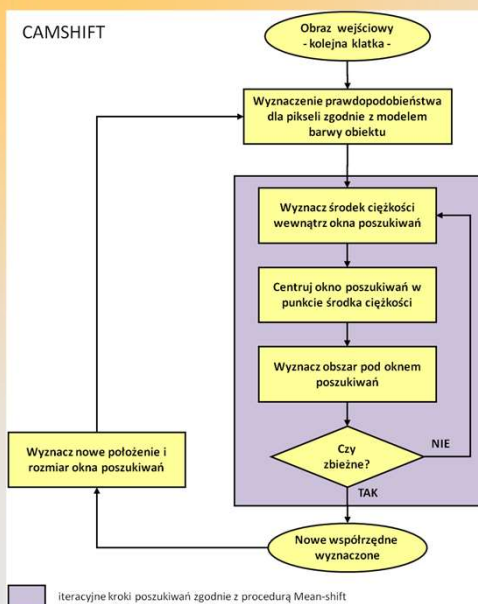 CAMSHIFT
Obraz wejściowy
- kolejna klatka -
Wyznaczenie prawdopodobieństwa
dla pikseli zgodnie z modelem
barwy obiektu
Wyznacz środek ciężkości
wewnątrz okna poszukiwań
Centruj okno poszukiwań w
punkcie środka ciężkości
Wyznacz obszar pod oknem
poszukiwań
Czy
zbieżne?
NIE
TAK
Wyznacz nowe położenie i
rozmiar okna poszukiwań
Nowe współrzędne
wyznaczone
iteracyjne kroki poszukiwań zgodnie z procedurą Mean-shift